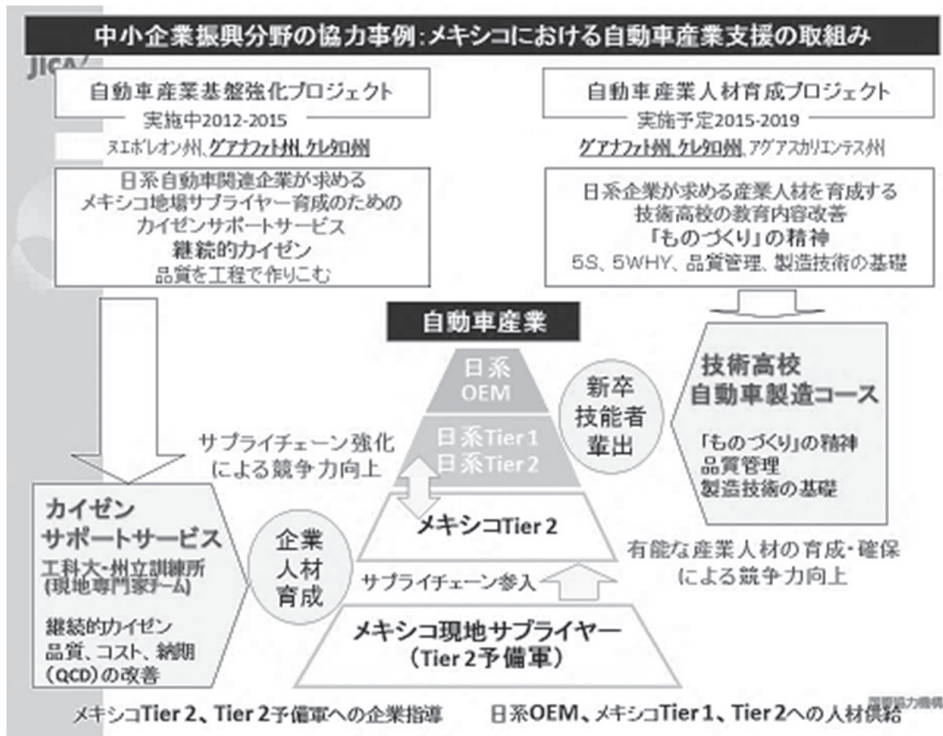 中小企業振興分野の協力事例：メキシコにおける自動車産業支援の取組み
JICA
自動車産業基盤強化プロジェクト
実施中2012-2015
ヌエボレオン州、グアナファト州、ケレタロ州
日系自動車関連企業が求める
メキシコ地場サプライヤー育成のための
カイゼンサポートサービス
継続的カイゼン
品質を工程で作りこむ
自動車産業人材育成プロジェクト
実施予定2015-2019
グアナファト州、ケレタロ州、アグアスカリエンテス州
日系企業が求める産業人材を育成する
技術高校の教育内容改善
「ものづくり」の精神
5S、5WHY、品質管理、製造技術の基礎
自動車産業
日系
OEM
日系Tier1
日系Tier2
メキシコTier2
サプライチェーン参入
メキシコ現地サプライヤー
（Tier2予備軍）
サプライチェーン強化
による競争力向上
カイゼン
サポートサービス
工科大・州立訓練所
(現地専門家チーム)
継続的カイゼン
品質、コスト、納期
（QCD）の改善
企業
人材
育成
新卒
技能者
輩出
技術高校
自動車製造コース
「ものづくり」の精神
品質管理
製造技術の基礎
有能な産業人材の育成・確保
による競争力向上
メキシコTier2、Tier2予備軍への企業指導
日系OEM、メキシコTier1、Tier2への人材供給
国際協力機構